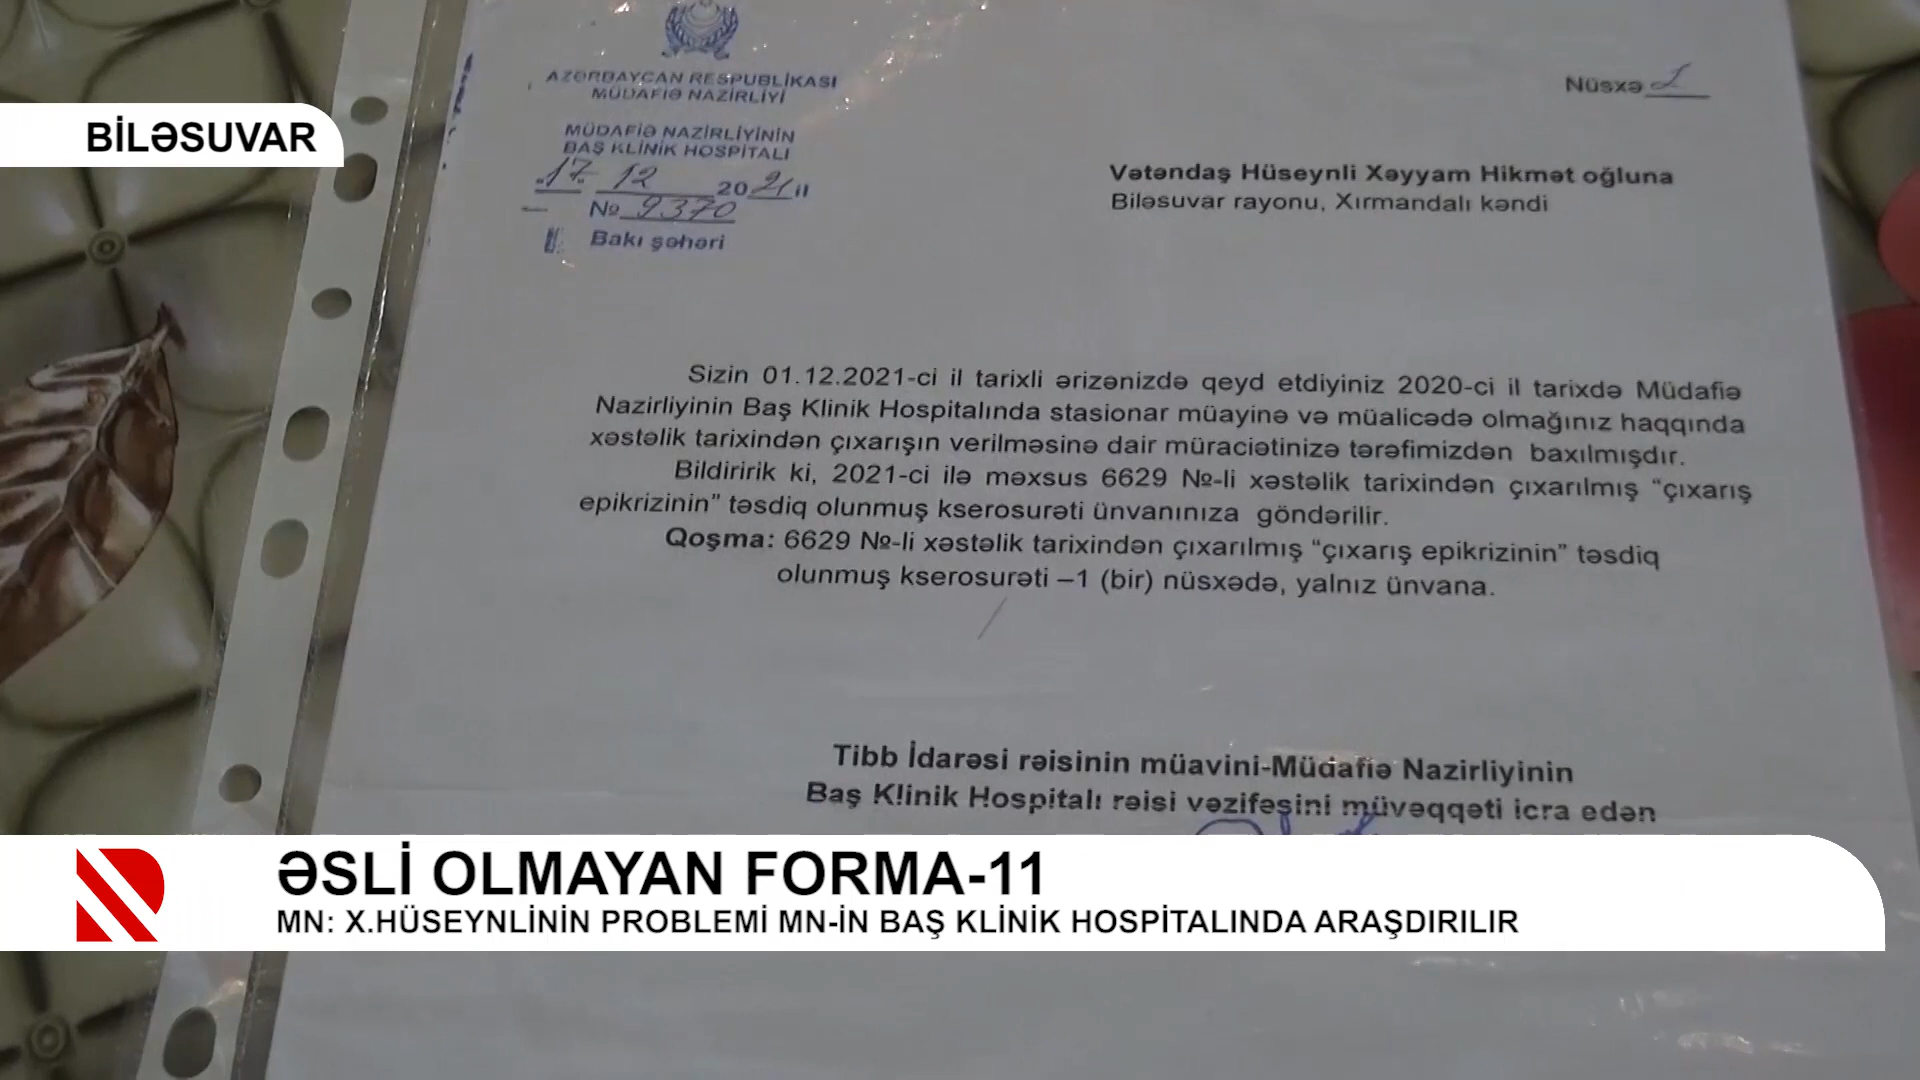 AZƏRBAYCAN RESPUBLİKASI
MÜDAFİƏ NAZİRLİYİ
MÜDAFİƏ NAZİRLİYİNİN
BAŞ KLİNİK HOSPİTALI
"17" 12 2021 il
№ 9370
Bakı şəhəri
Nüsxə
BİLƏSUVAR
Vətəndaş Hüseynli Xəyyam Hikmət oğluna
Biləsuvar rayonu, Xırmandalı kəndi
Sizin 01.12.2021-ci il tarixli ərizənizdə qeyd etdiyiniz 2020-ci il tarixdə Müdafiə
Nazirliyinin Baş Klinik Hospitalında stasionar müayinə və müalicədə olmağınız haqqında
xəstəlik tarixindən çıxarışın verilməsinə dair müraciətinizə tərəfimizdən baxılmışdır.
Bildiririk ki, 2021-ci ilə məxsus 6629 №-li xəstəlik tarixindən çıxarılmış “çıxarış
epikrizinin” təsdiq olunmuş kserosurəti ünvanınıza göndərilir.
Qoşma: 6629 №-li xəstəlik tarixindən çıxarılmış “çıxarış epikrizinin” təsdiq
olunmuş kserosurəti –1 (bir) nüsxədə, yalnız ünvana.
Tibb İdarəsi rəisinin müavini-Müdafiə Nazirliyinin
Baş Klinik Hospitalı rəisi vəzifəsini müvəqqəti icra edən
ƏSLİ OLMAYAN FORMA-11
MN: X.HÜSEYNLİNİN PROBLEMİ MN-İN BAŞ KLİNİK HOSPİTALINDA ARAŞDIRILIR